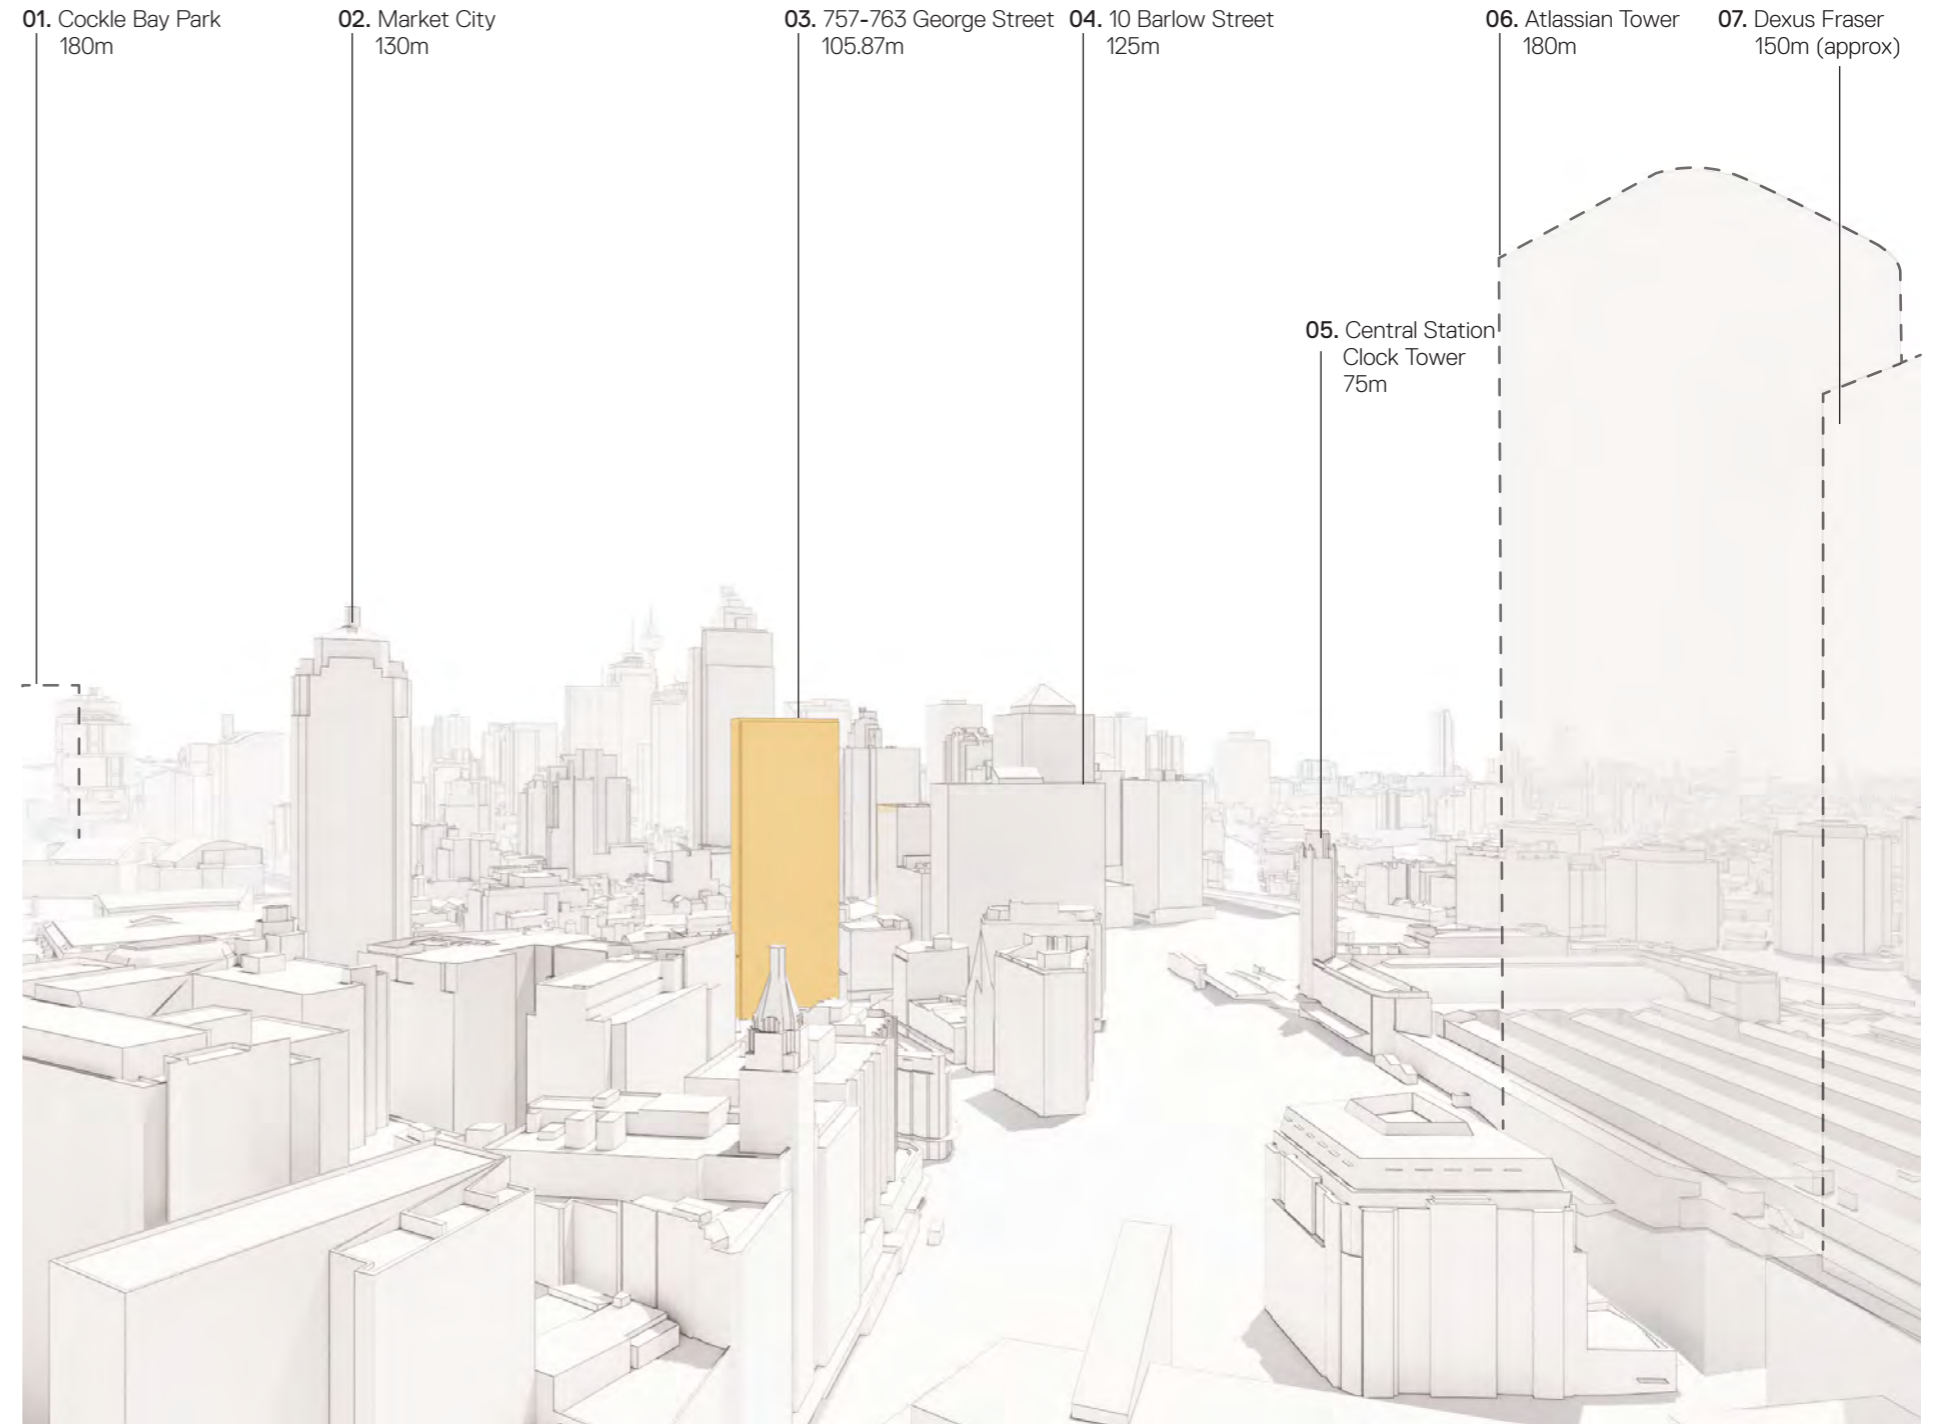 01. Cockle Bay Park
180m
02. Market City
130m
03. 757-763 George Street
105.87m
04. 10 Barlow Street
125m
06. Atlassian Tower
180m
07. Dexus Fraser
150m (approx)
05. Central Station
Clock Tower
75m